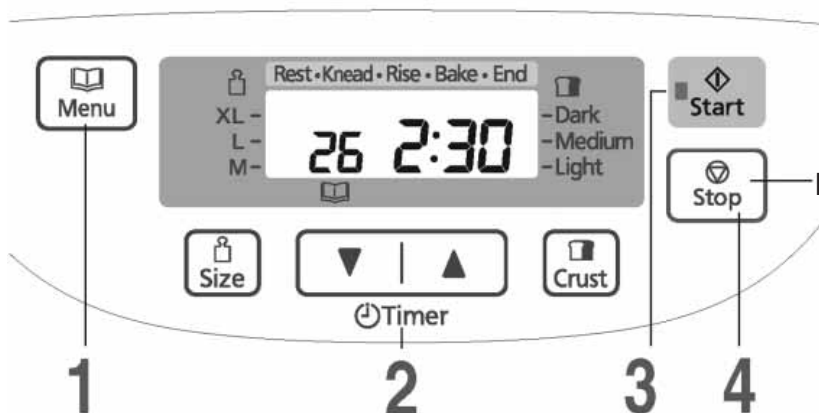 Menu
Rest•Knead•Rise•Bake•End
XL
L
M
26 2:30
Dark
Medium
Light
Start
Stop
Size
Crust
Timer
1
2
3
4